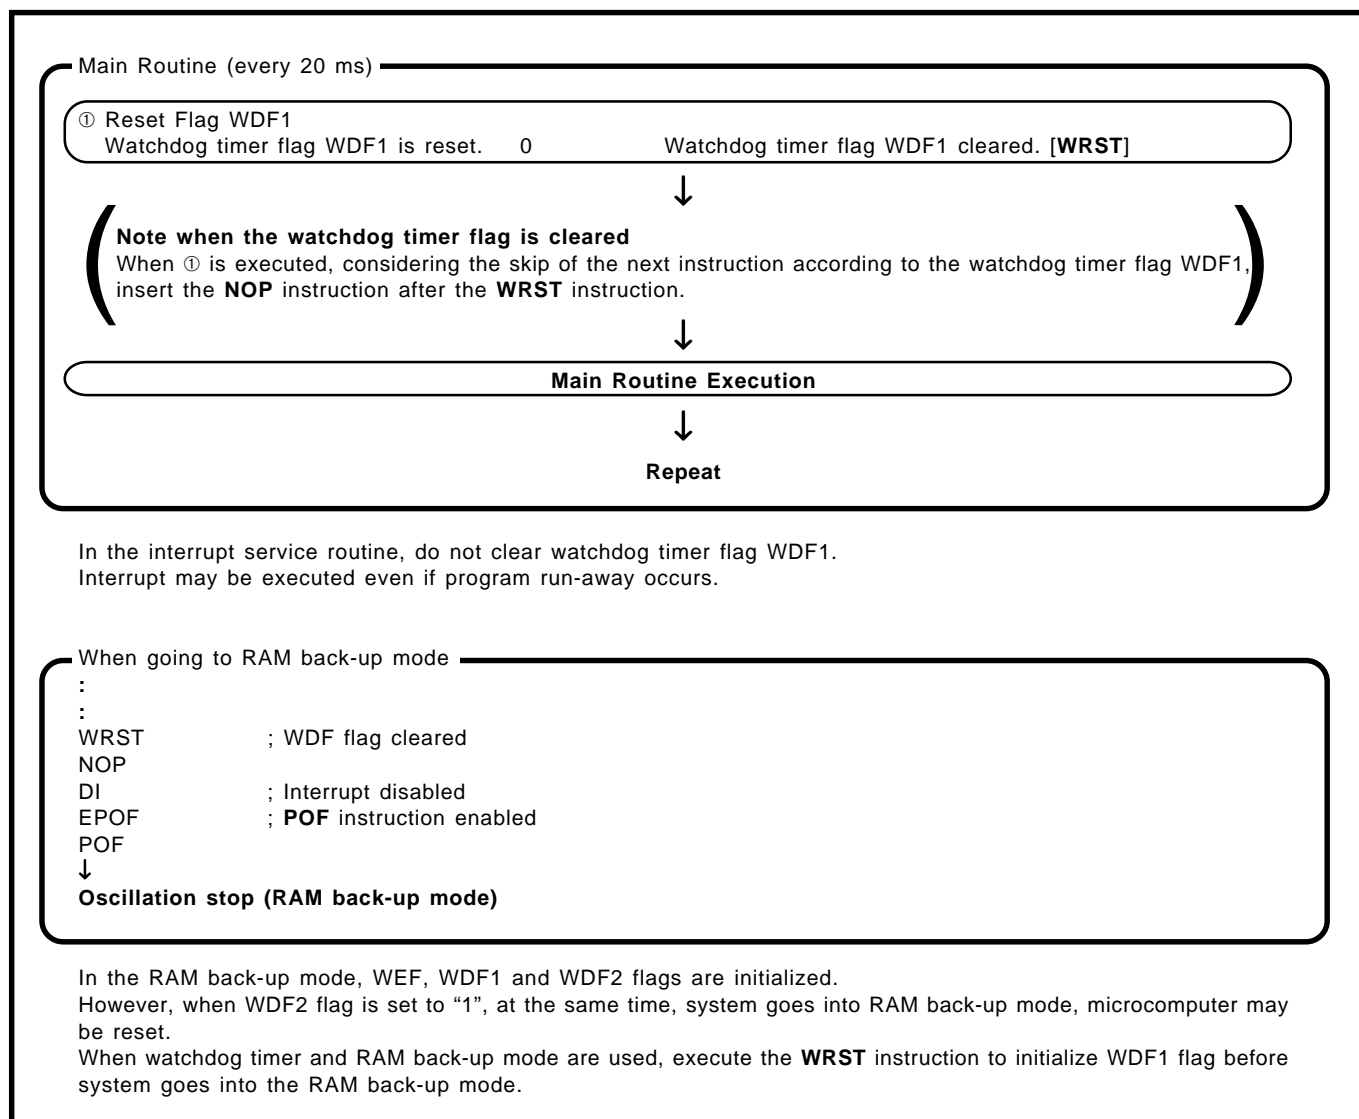 Main Routine (every 20 ms)
① Reset Flag WDF1
Watchdog timer flag WDF1 is reset. 0 Watchdog timer flag WDF1 cleared. [WRST]
↓
Note when the watchdog timer flag is cleared
When ① is executed, considering the skip of the next instruction according to the watchdog timer flag WDF1,
insert the NOP instruction after the WRST instruction.
↓
Main Routine Execution
↓
Repeat
In the interrupt service routine, do not clear watchdog timer flag WDF1.
Interrupt may be executed even if program run-away occurs.
When going to RAM back-up mode
:
:
WRST ; WDF flag cleared
NOP
DI ; Interrupt disabled
EPOF ; POF instruction enabled
POF
↓
Oscillation stop (RAM back-up mode)
In the RAM back-up mode, WEF, WDF1 and WDF2 flags are initialized.
However, when WDF2 flag is set to “1”, at the same time, system goes into RAM back-up mode, microcomputer may
be reset.
When watchdog timer and RAM back-up mode are used, execute the WRST instruction to initialize WDF1 flag before
system goes into the RAM back-up mode.